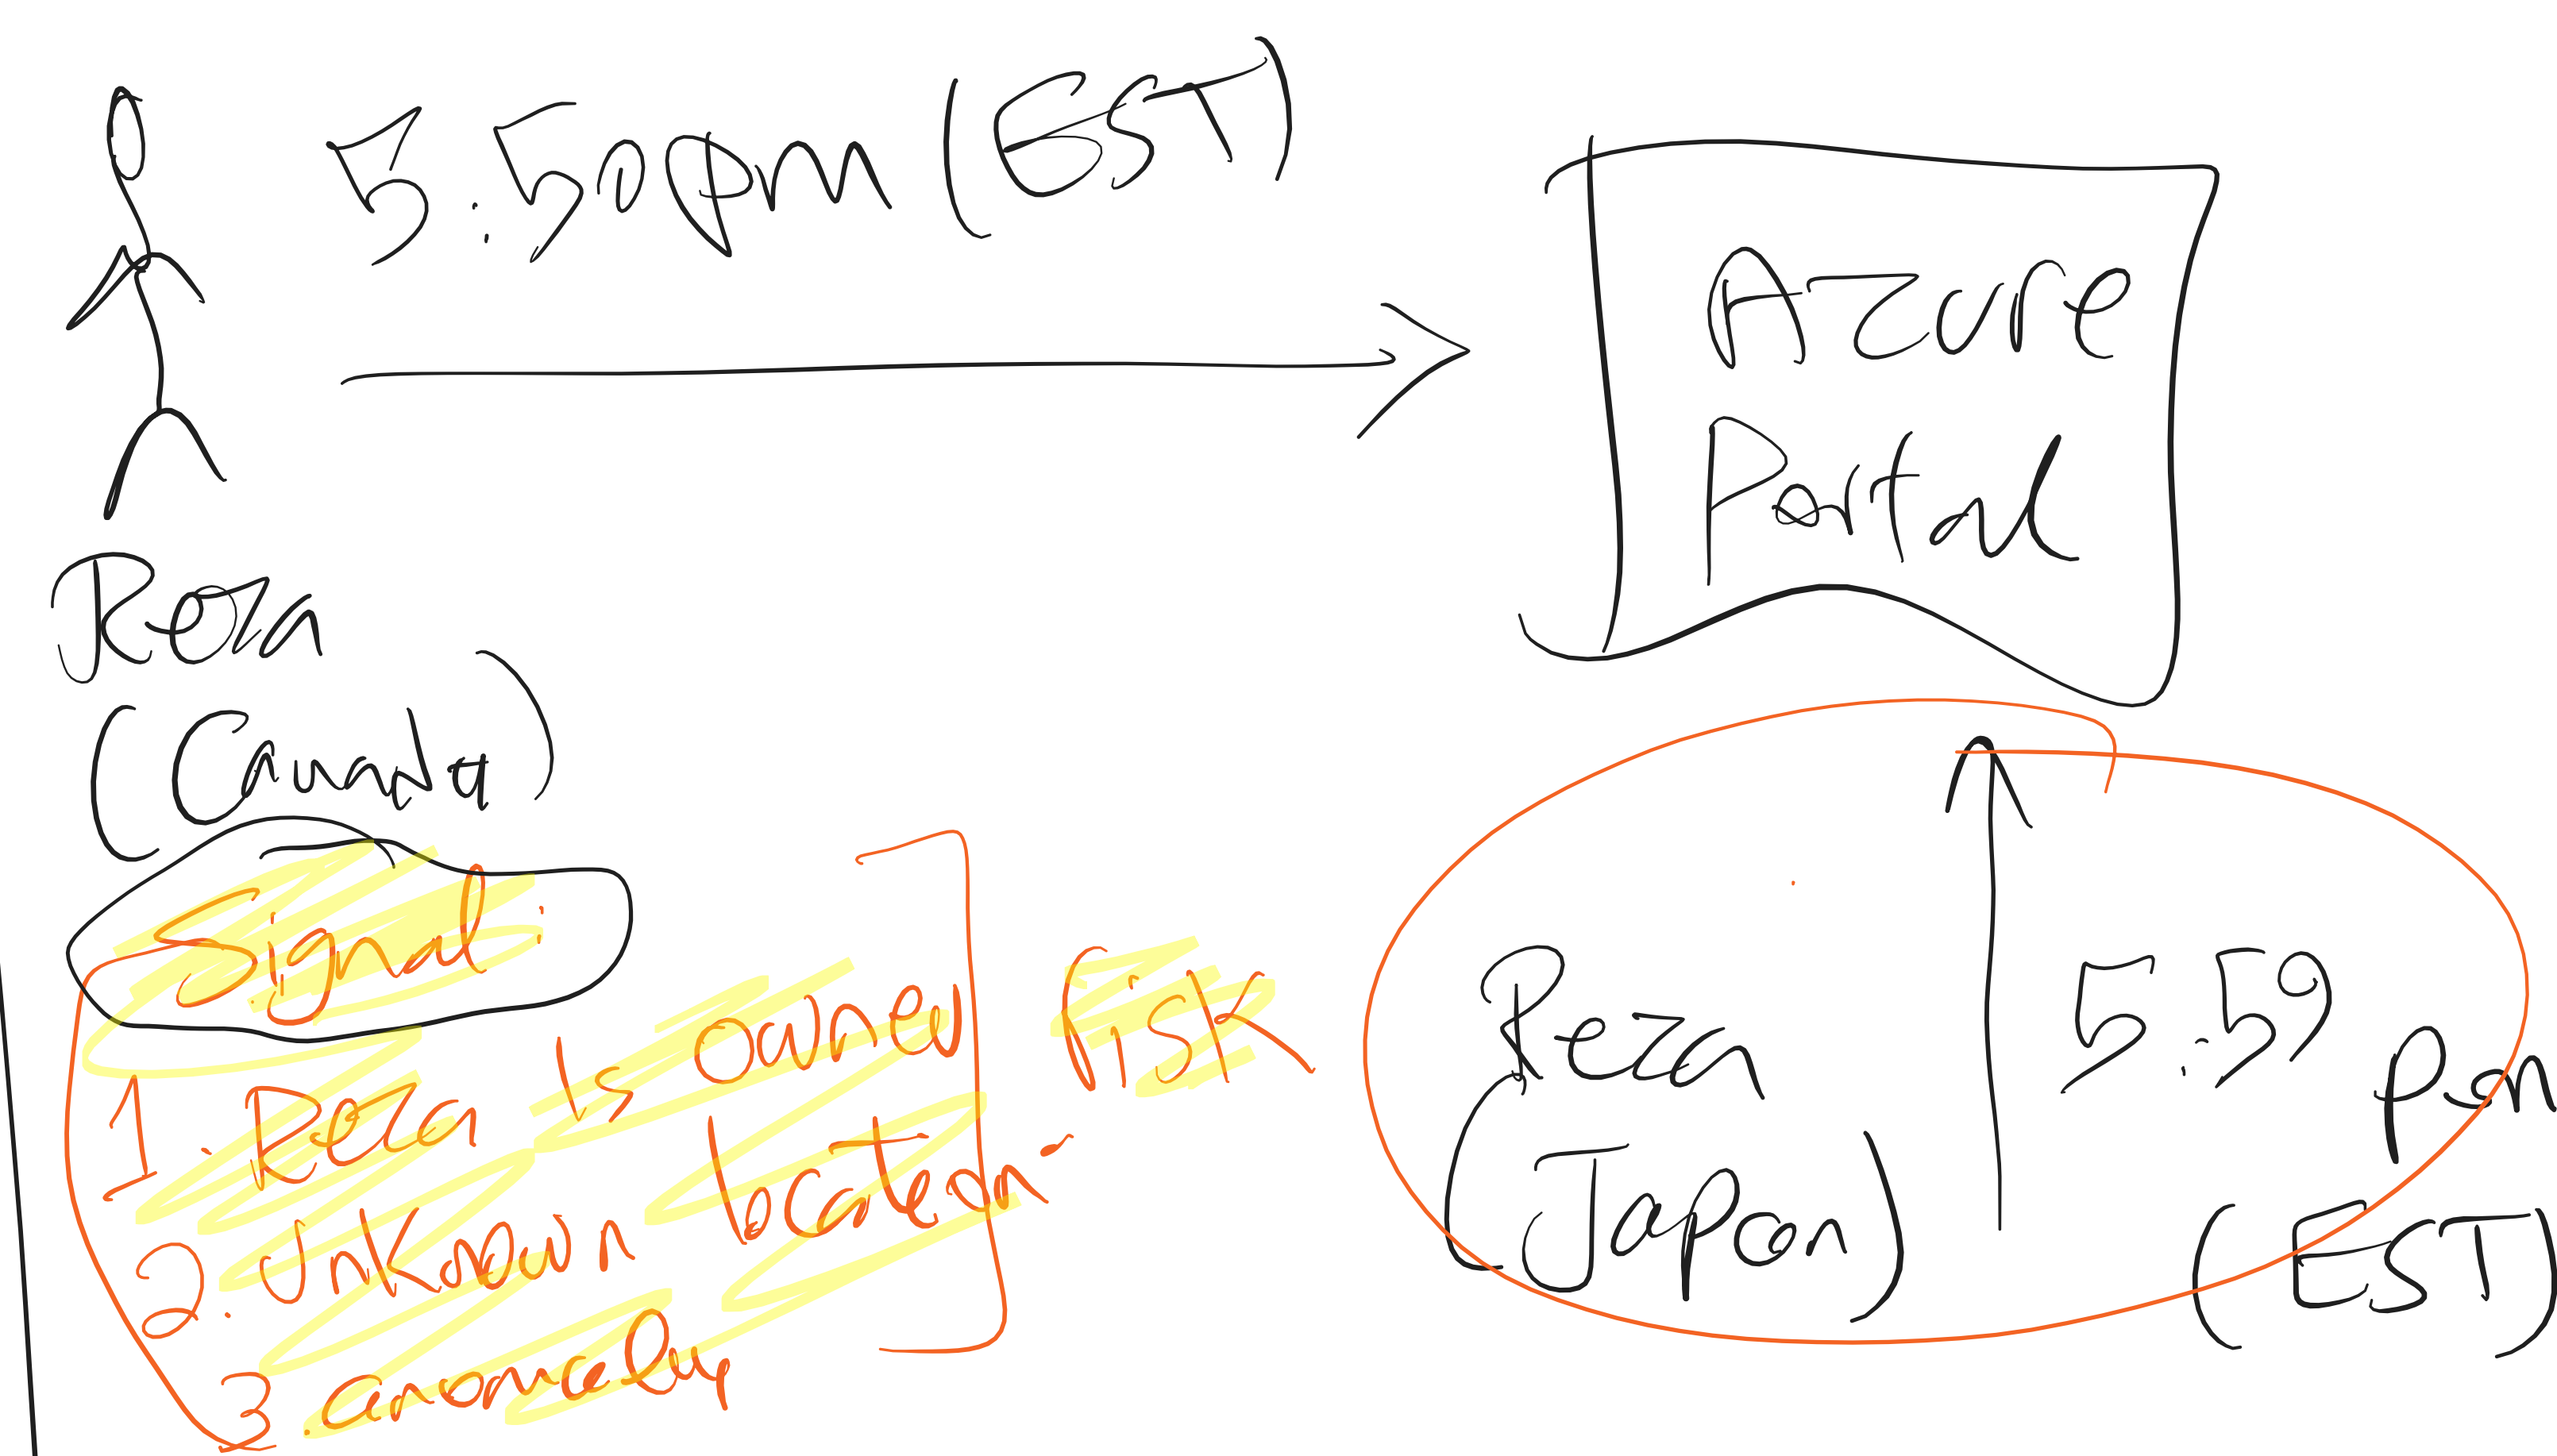 5:50pm (EST)
Azure
Portal
Reza
(Canada)
Signal:
1. Reza Is owner
2. Unknown location.
3. anomaly
Risk
Reza
(Japan)
5:59
pm
(EST)